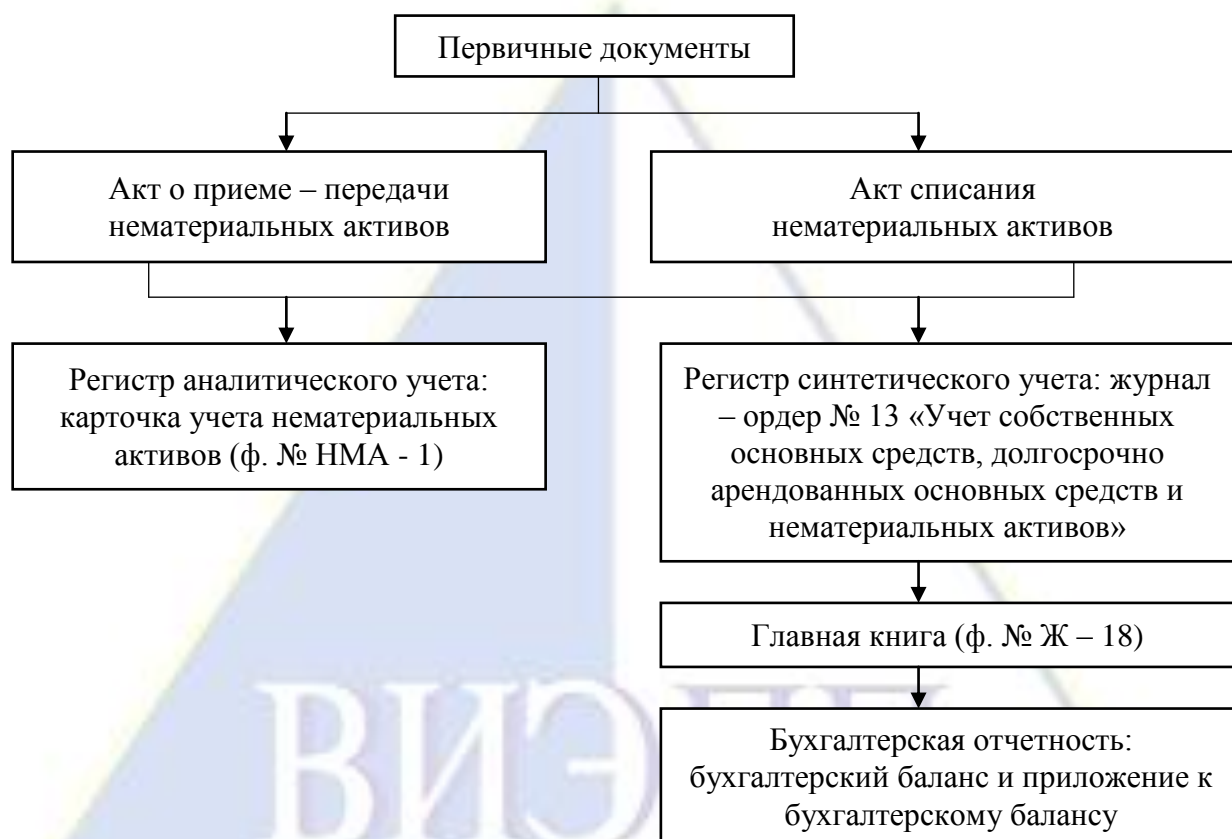 Первичные документы
Акт о приеме – передачи
нематериальных активов
Акт списания
нематериальных активов
Регистр аналитического учета:
карточка учета нематериальных
активов (ф. № НМА - 1)
Регистр синтетического учета: журнал
– ордер № 13 «Учет собственных
основных средств, долгосрочно
арендованных основных средств и
нематериальных активов»
Главная книга (ф. № Ж – 18)
Бухгалтерская отчетность:
бухгалтерский баланс и приложение к
бухгалтерскому балансу